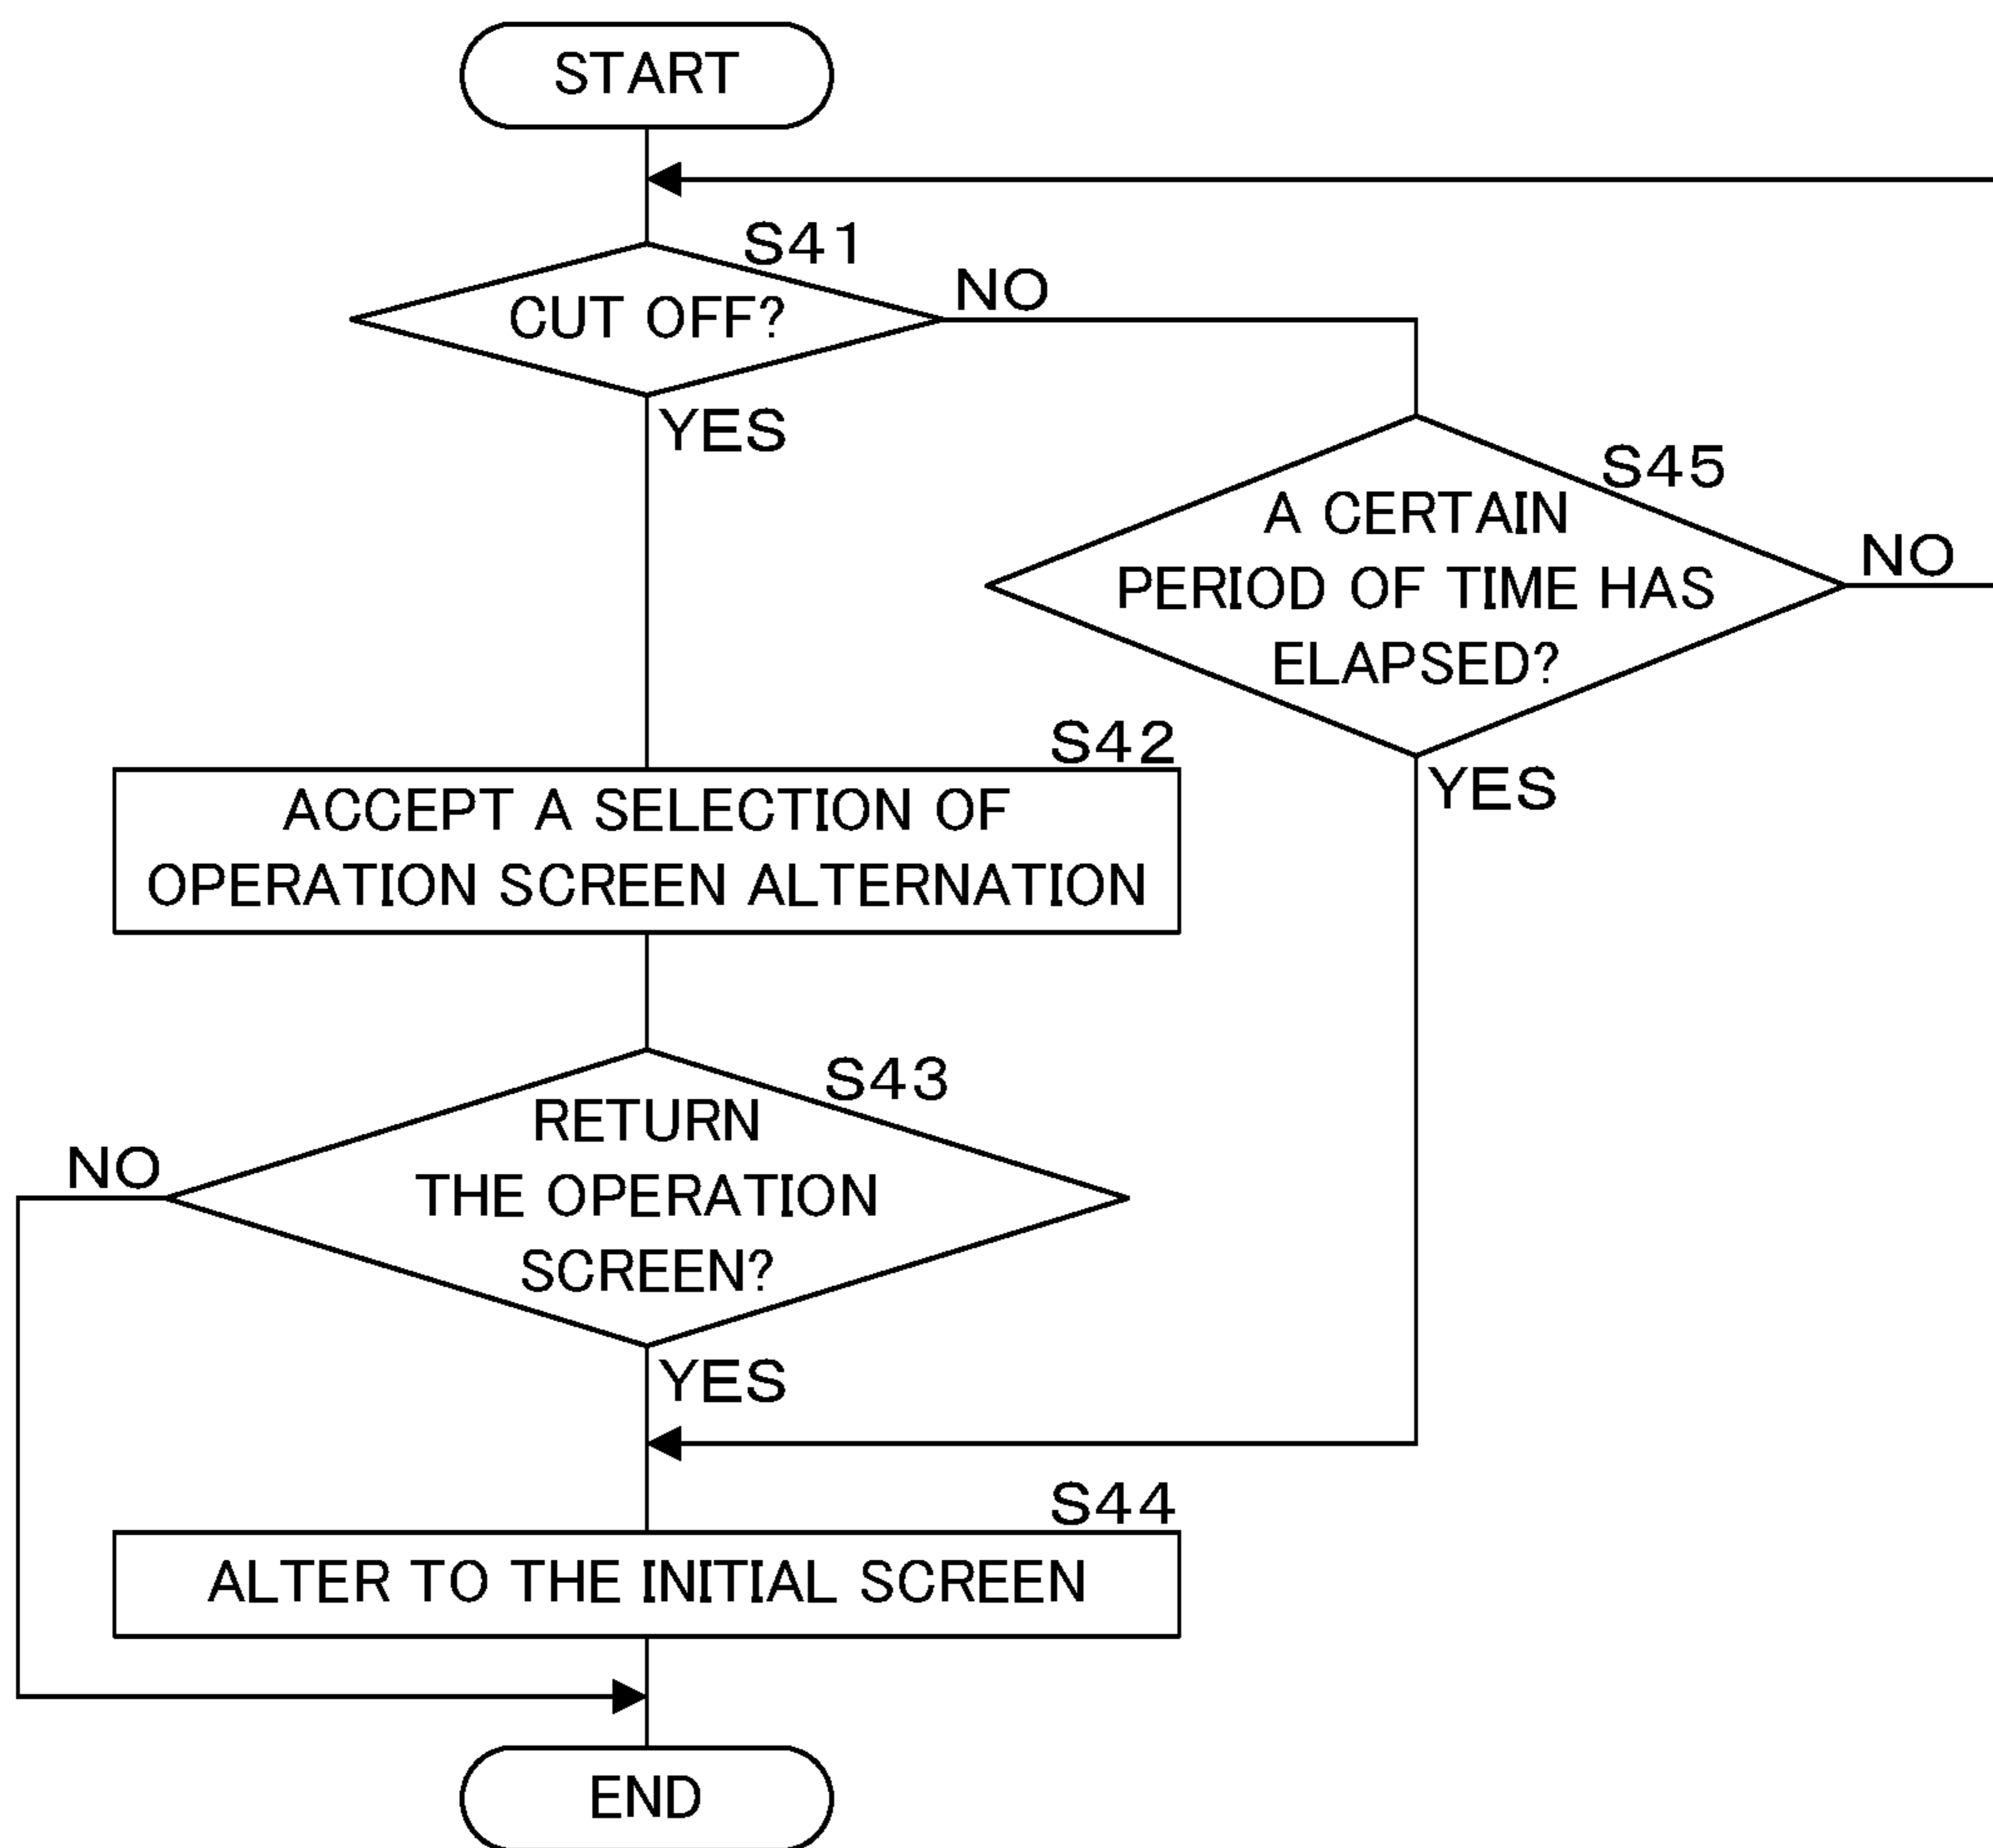 START
S41
CUT OFF?
NO
YES
S45
A CERTAIN
PERIOD OF TIME HAS
ELAPSED?
NO
YES
S42
ACCEPT A SELECTION OF
OPERATION SCREEN ALTERNATION
S43
RETURN
THE OPERATION
SCREEN?
NO
YES
S44
ALTER TO THE INITIAL SCREEN
END